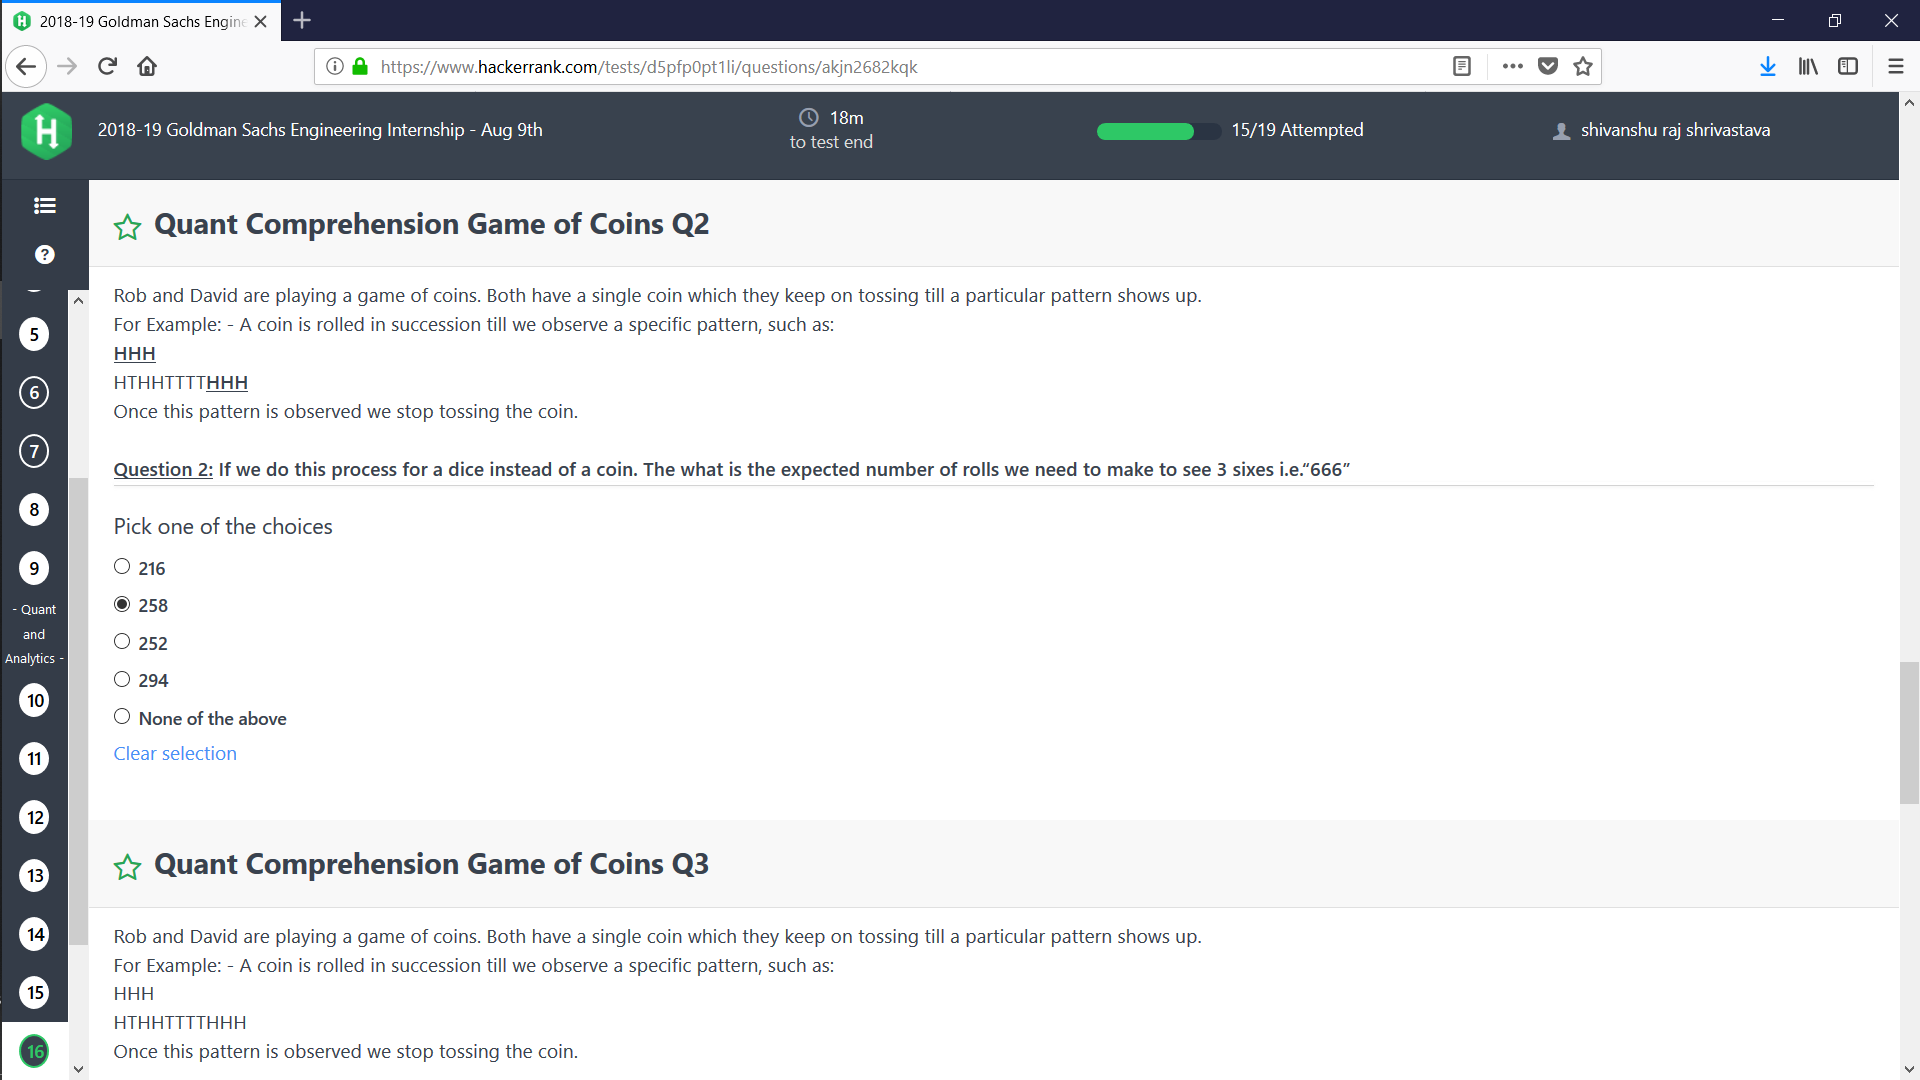 2018-19 Goldman Sachs Engine
https://www.hackerrank.com/tests/d5pfp0pt1li/questions/akjn2682kqk
H
2018-19 Goldman Sachs Engineering Internship - Aug 9th
18m
to test end
15/19 Attempted
shivanshu raj shrivastava
?
5
6
7
8
9
- Quant
and
Analytics -
10
11
12
13
14
15
16
Quant Comprehension Game of Coins Q2
Rob and David are playing a game of coins. Both have a single coin which they keep on tossing till a particular pattern shows up.
For Example: - A coin is rolled in succession till we observe a specific pattern, such as:
HHH
HTHHTTTTHHH
Once this pattern is observed we stop tossing the coin.
Question 2: If we do this process for a dice instead of a coin. The what is the expected number of rolls we need to make to see 3 sixes i.e.“666”
Pick one of the choices
216
258
252
294
None of the above
Clear selection
Quant Comprehension Game of Coins Q3
Rob and David are playing a game of coins. Both have a single coin which they keep on tossing till a particular pattern shows up.
For Example: - A coin is rolled in succession till we observe a specific pattern, such as:
HHH
HTHHTTTTHHH
Once this pattern is observed we stop tossing the coin.